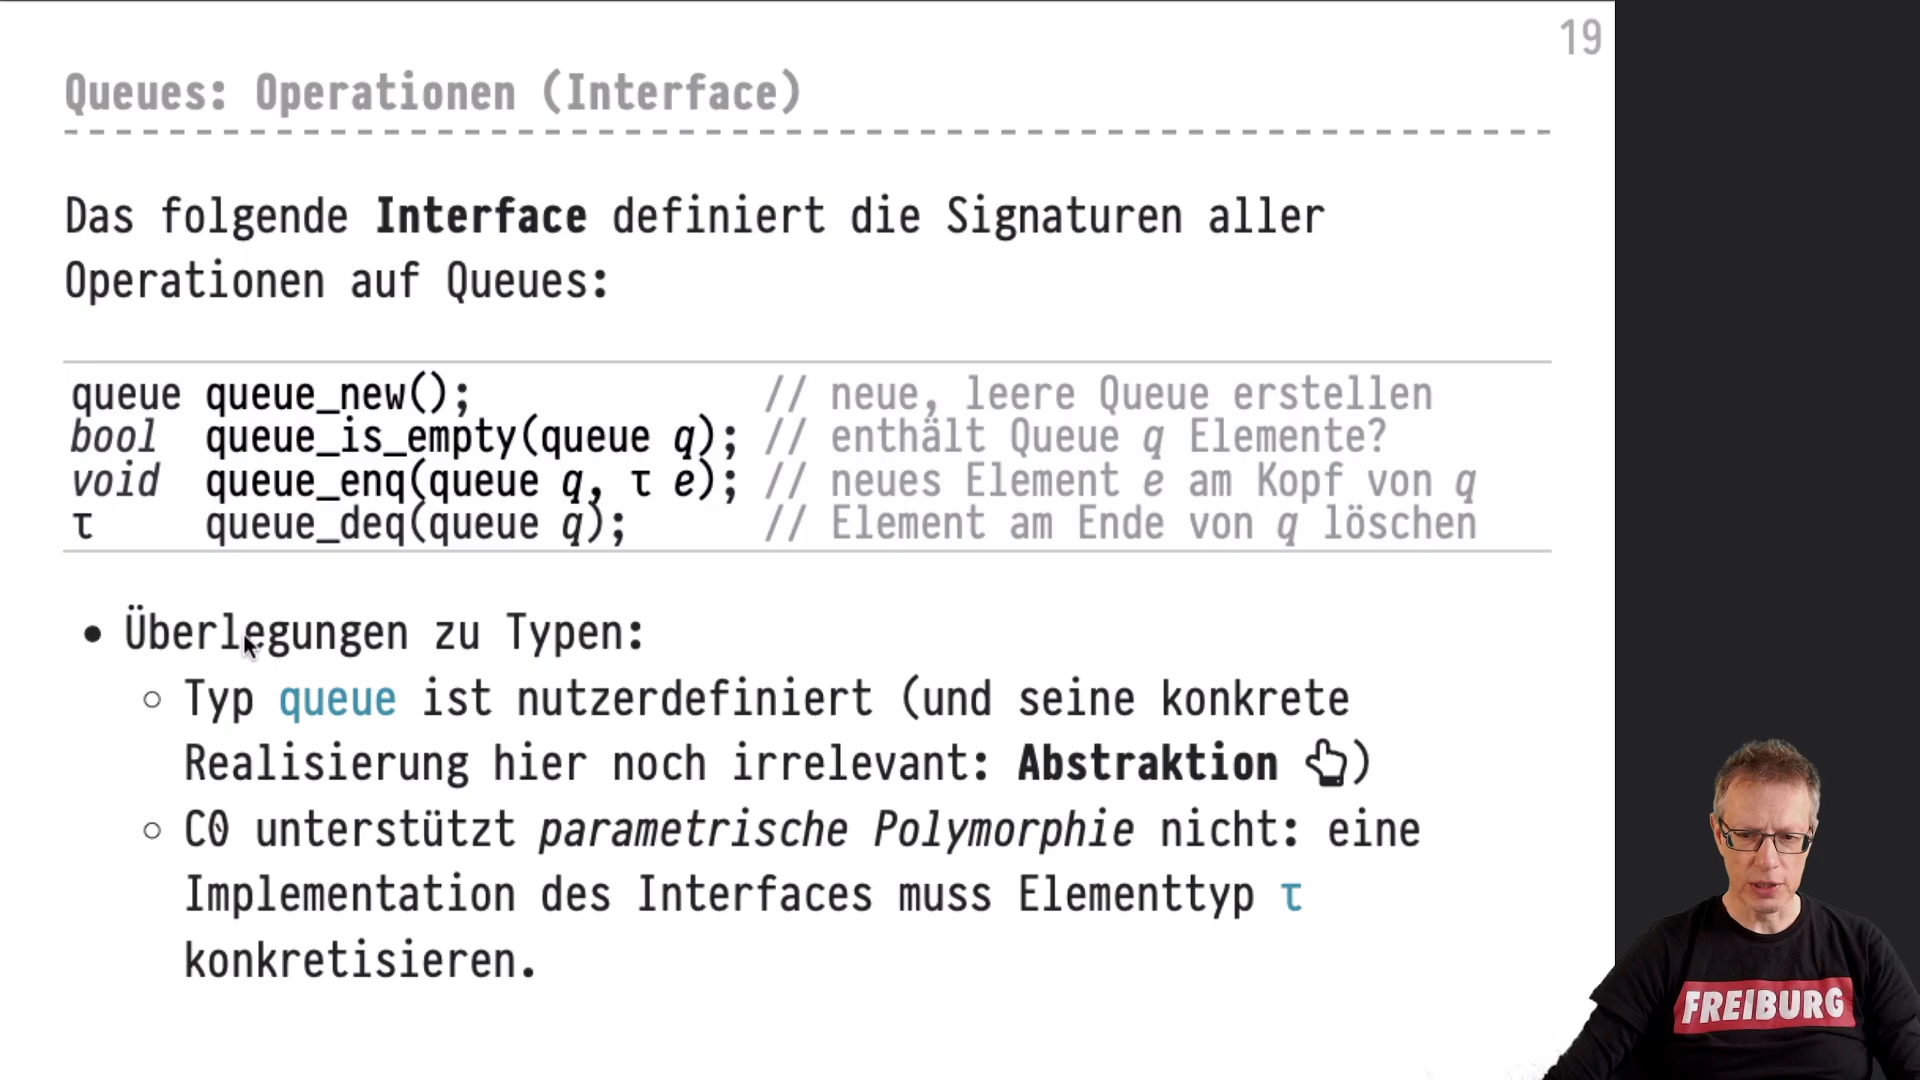 19
Queues: Operationen (Interface)
Das folgende Interface definiert die Signaturen aller
Operationen auf Queues:
queue queue_new();             // neue, leere Queue erstellen
bool  queue_is_empty(queue q); // enthält Queue q Elemente?
void  queue_enq(queue q, τ e); // neues Element e am Kopf von q
τ     queue_deq(queue q);      // Element am Ende von q löschen
• Überlegungen zu Typen:
○ Typ queue ist nutzerdefiniert (und seine konkrete
Realisierung hier noch irrelevant: Abstraktion 👆)
○ C0 unterstützt parametrische Polymorphie nicht: eine
Implementation des Interfaces muss Elementtyp τ
konkretisieren.
FREIBURG